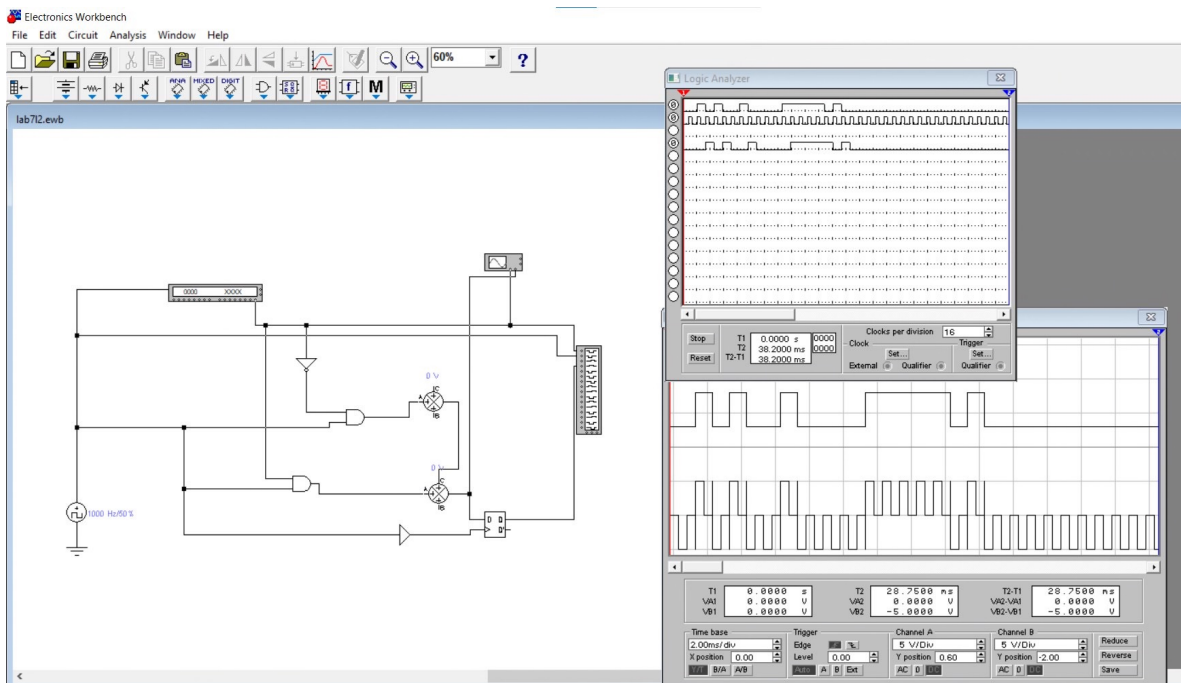 Electronics Workbench
File Edit Circuit Analysis Window Help
60%
?
ANA MIXED DIGIT
M
lab7l2.ewb
0000 XXXX
0 V
A
C
B
0 V
A
C
B
1000 Hz/50 %
D Q
Q'
Logic Analyzer
Stop
Reset
T1 0.0000 s 0000
T2 38.2000 ms 0000
T2-T1 38.2000 ms
Clocks per division 16
Clock
Set...
External Qualifier
Trigger
Set...
Qualifier
T1 0.0000 s
VA1 0.0000 V
VB1 0.0000 V
T2 28.7500 ms
VA2 0.0000 V
VB2 -5.0000 V
T2-T1 28.7500 ms
VA2-VA1 0.0000 V
VB2-VB1 -5.0000 V
Time base
2.00ms/div
X position 0.00
Y/T B/A A/B
Trigger
Edge
Level 0.00
Auto A B Ext
Channel A
5 V/Div
Y position 0.60
AC 0 DC
Channel B
5 V/Div
Y position -2.00
AC 0 DC
Reduce
Reverse
Save